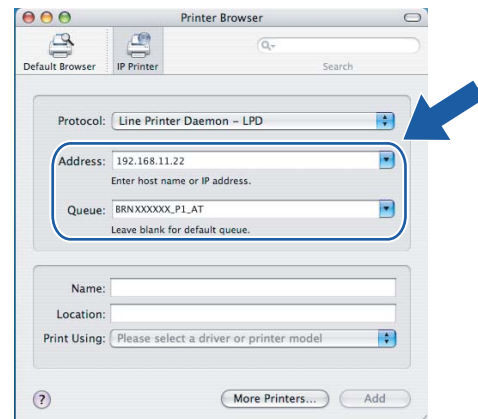 Printer Browser
Default Browser IP Printer Search
Protocol: Line Printer Daemon – LPD
Address: 192.168.11.22
Enter host name or IP address.
Queue: BRNXXXXXX_P1_AT
Leave blank for default queue.
Name:
Location:
Print Using: Please select a driver or printer model
? More Printers... Add